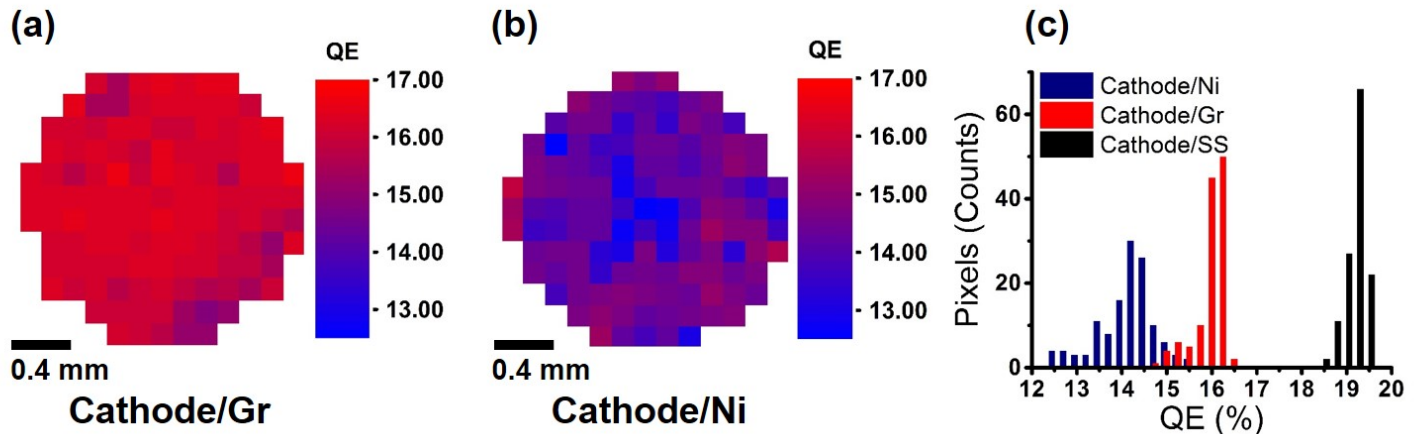 (a)
QE
17.00
16.00
15.00
14.00
13.00
0.4 mm
Cathode/Gr
(b)
QE
17.00
16.00
15.00
14.00
13.00
0.4 mm
Cathode/Ni
(c)
Cathode/Ni
Cathode/Gr
Cathode/SS
Pixels (Counts)
60
40
20
0
12 13 14 15 16 17 18 19 20
QE (%)